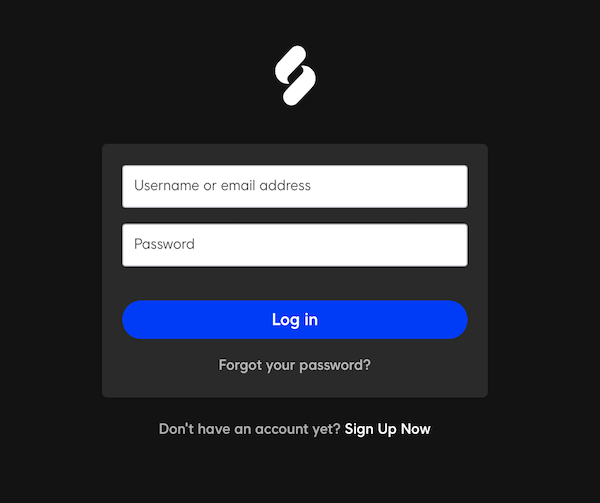 Username or email address
Password
Log in
Forgot your password?
Don't have an account yet? Sign Up Now